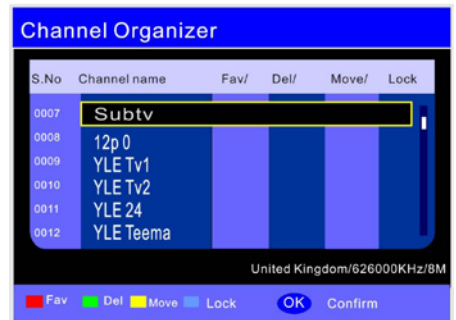 Channel Organizer
S.No Channel name Fav/ Del/ Move/ Lock
0007 Subtv
0008 12p 0
0009 YLE Tv1
0010 YLE Tv2
0011 YLE 24
0012 YLE Teema
United Kingdom/626000KHz/8M
Fav Del Move Lock OK Confirm